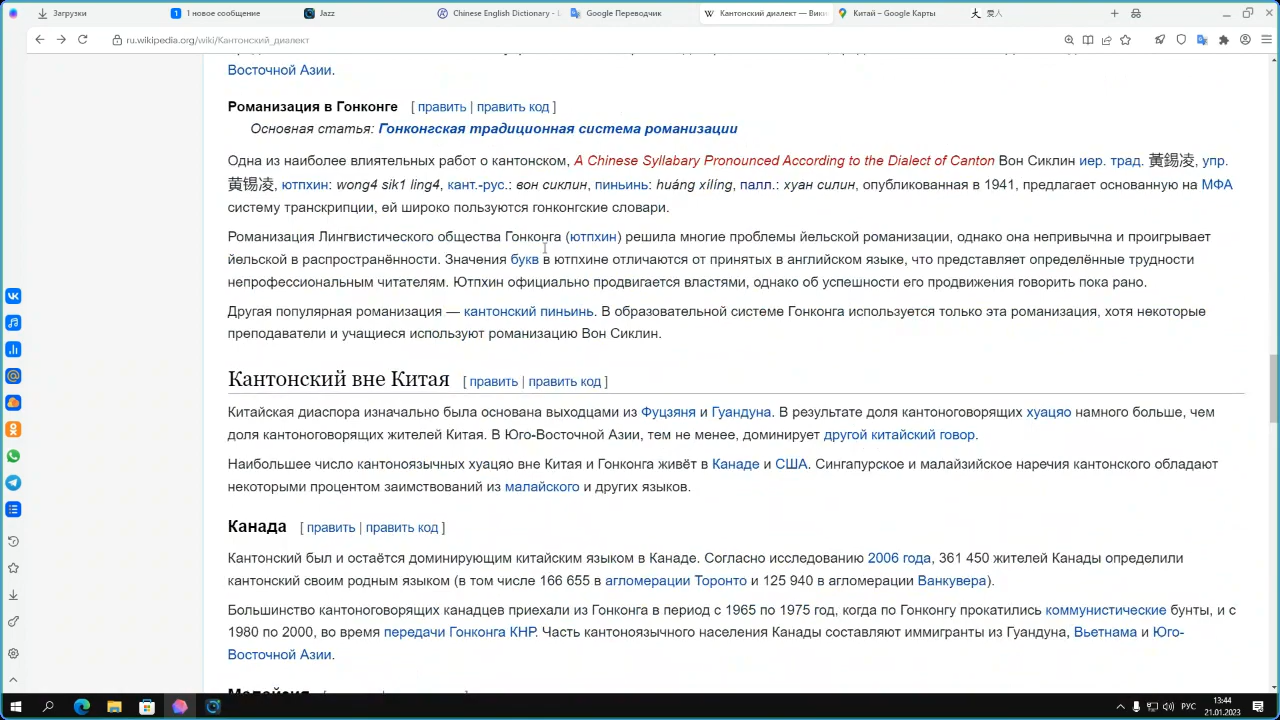 Загрузки
1 1 новое сообщение
Jazz
Chinese English Dictionary - L
Google Переводчик
Кантонский диалект — Вики
Китай – Google Карты
爱人
ru.wikipedia.org/wiki/Кантонский_диалект
Восточной Азии.
Романизация в Гонконге [ править | править код ]
Основная статья: Гонконгская традиционная система романизации
Одна из наиболее влиятельных работ о кантонском, A Chinese Syllabary Pronounced According to the Dialect of Canton Вон Сиклин иер. трад. 黃錫凌, упр.
黄锡凌, ютпхин: wong4 sik1 ling4, кант.-рус.: вон сиклин, пиньинь: huáng xīlíng, палл.: хуан силин, опубликованная в 1941, предлагает основанную на МФА
систему транскрипции, ей широко пользуются гонконгские словари.
Романизация Лингвистического общества Гонконга (ютпхин) решила многие проблемы йельской романизации, однако она непривычна и проигрывает
йельской в распространённости. Значения букв в ютпхине отличаются от принятых в английском языке, что представляет определённые трудности
непрофессиональным читателям. Ютпхин официально продвигается властями, однако об успешности его продвижения говорить пока рано.
Другая популярная романизация — кантонский пиньинь. В образовательной системе Гонконга используется только эта романизация, хотя некоторые
преподаватели и учащиеся используют романизацию Вон Сиклин.
Кантонский вне Китая [ править | править код ]
Китайская диаспора изначально была основана выходцами из Фуцзяня и Гуандуна. В результате доля кантоноговорящих хуацяо намного больше, чем
доля кантоноговорящих жителей Китая. В Юго-Восточной Азии, тем не менее, доминирует другой китайский говор.
Наибольшее число кантоноязычных хуацяо вне Китая и Гонконга живёт в Канаде и США. Сингапурское и малайзийское наречия кантонского обладают
некоторыми процентом заимствований из малайского и других языков.
Канада [ править | править код ]
Кантонский был и остаётся доминирующим китайским языком в Канаде. Согласно исследованию 2006 года, 361 450 жителей Канады определили
кантонский своим родным языком (в том числе 166 655 в агломерации Торонто и 125 940 в агломерации Ванкувера).
Большинство кантоноговорящих канадцев приехали из Гонконга в период с 1965 по 1975 год, когда по Гонконгу прокатились коммунистические бунты, и с
1980 по 2000, во время передачи Гонконга КНР. Часть кантоноязычного населения Канады составляют иммигранты из Гуандуна, Вьетнама и Юго-
Восточной Азии.
Малайзия
РУС
13:44
21.01.2023